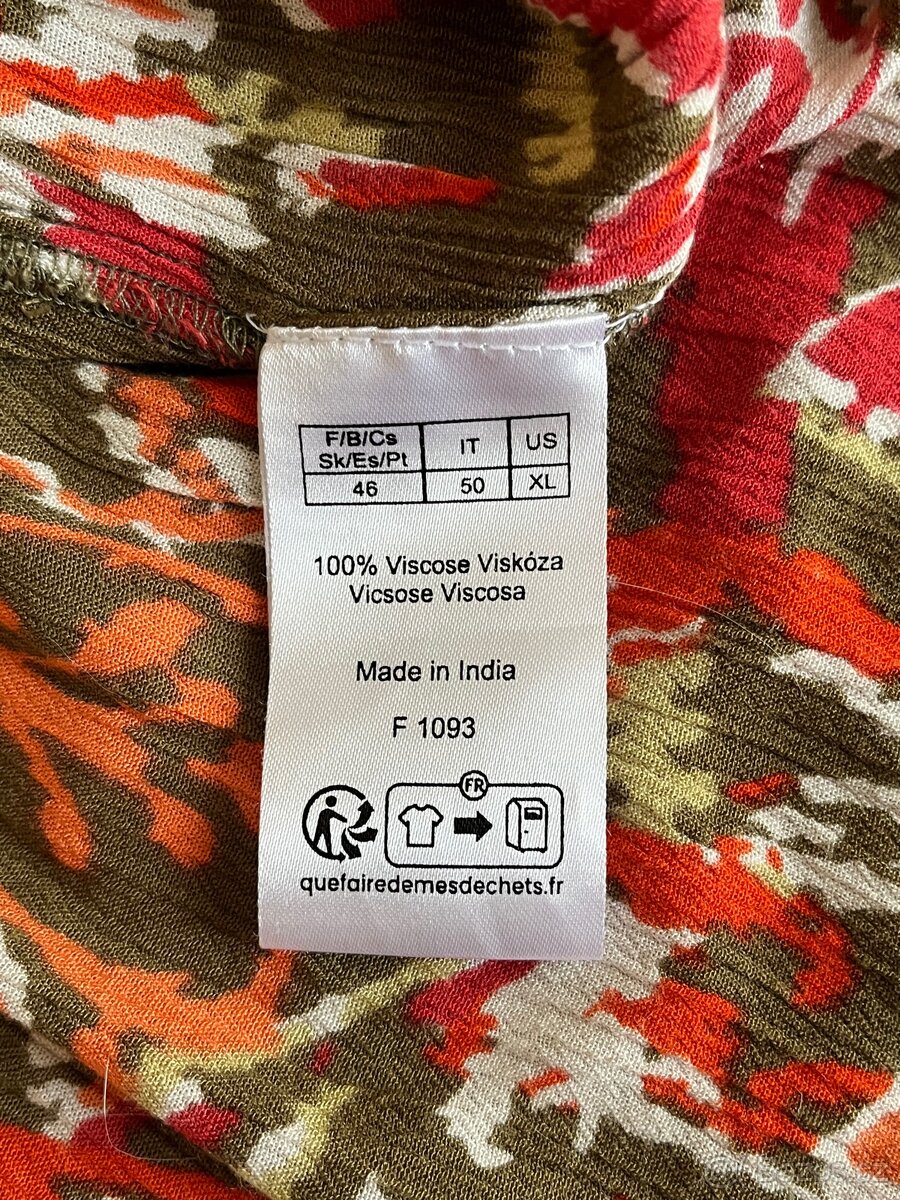 F/B/Cs IT US
Sk/Es/Pt
46 50 XL
100% Viscose Viskóza
Vicsose Viscosa
Made in India
F 1093
FR
quefairedemesdechets.fr